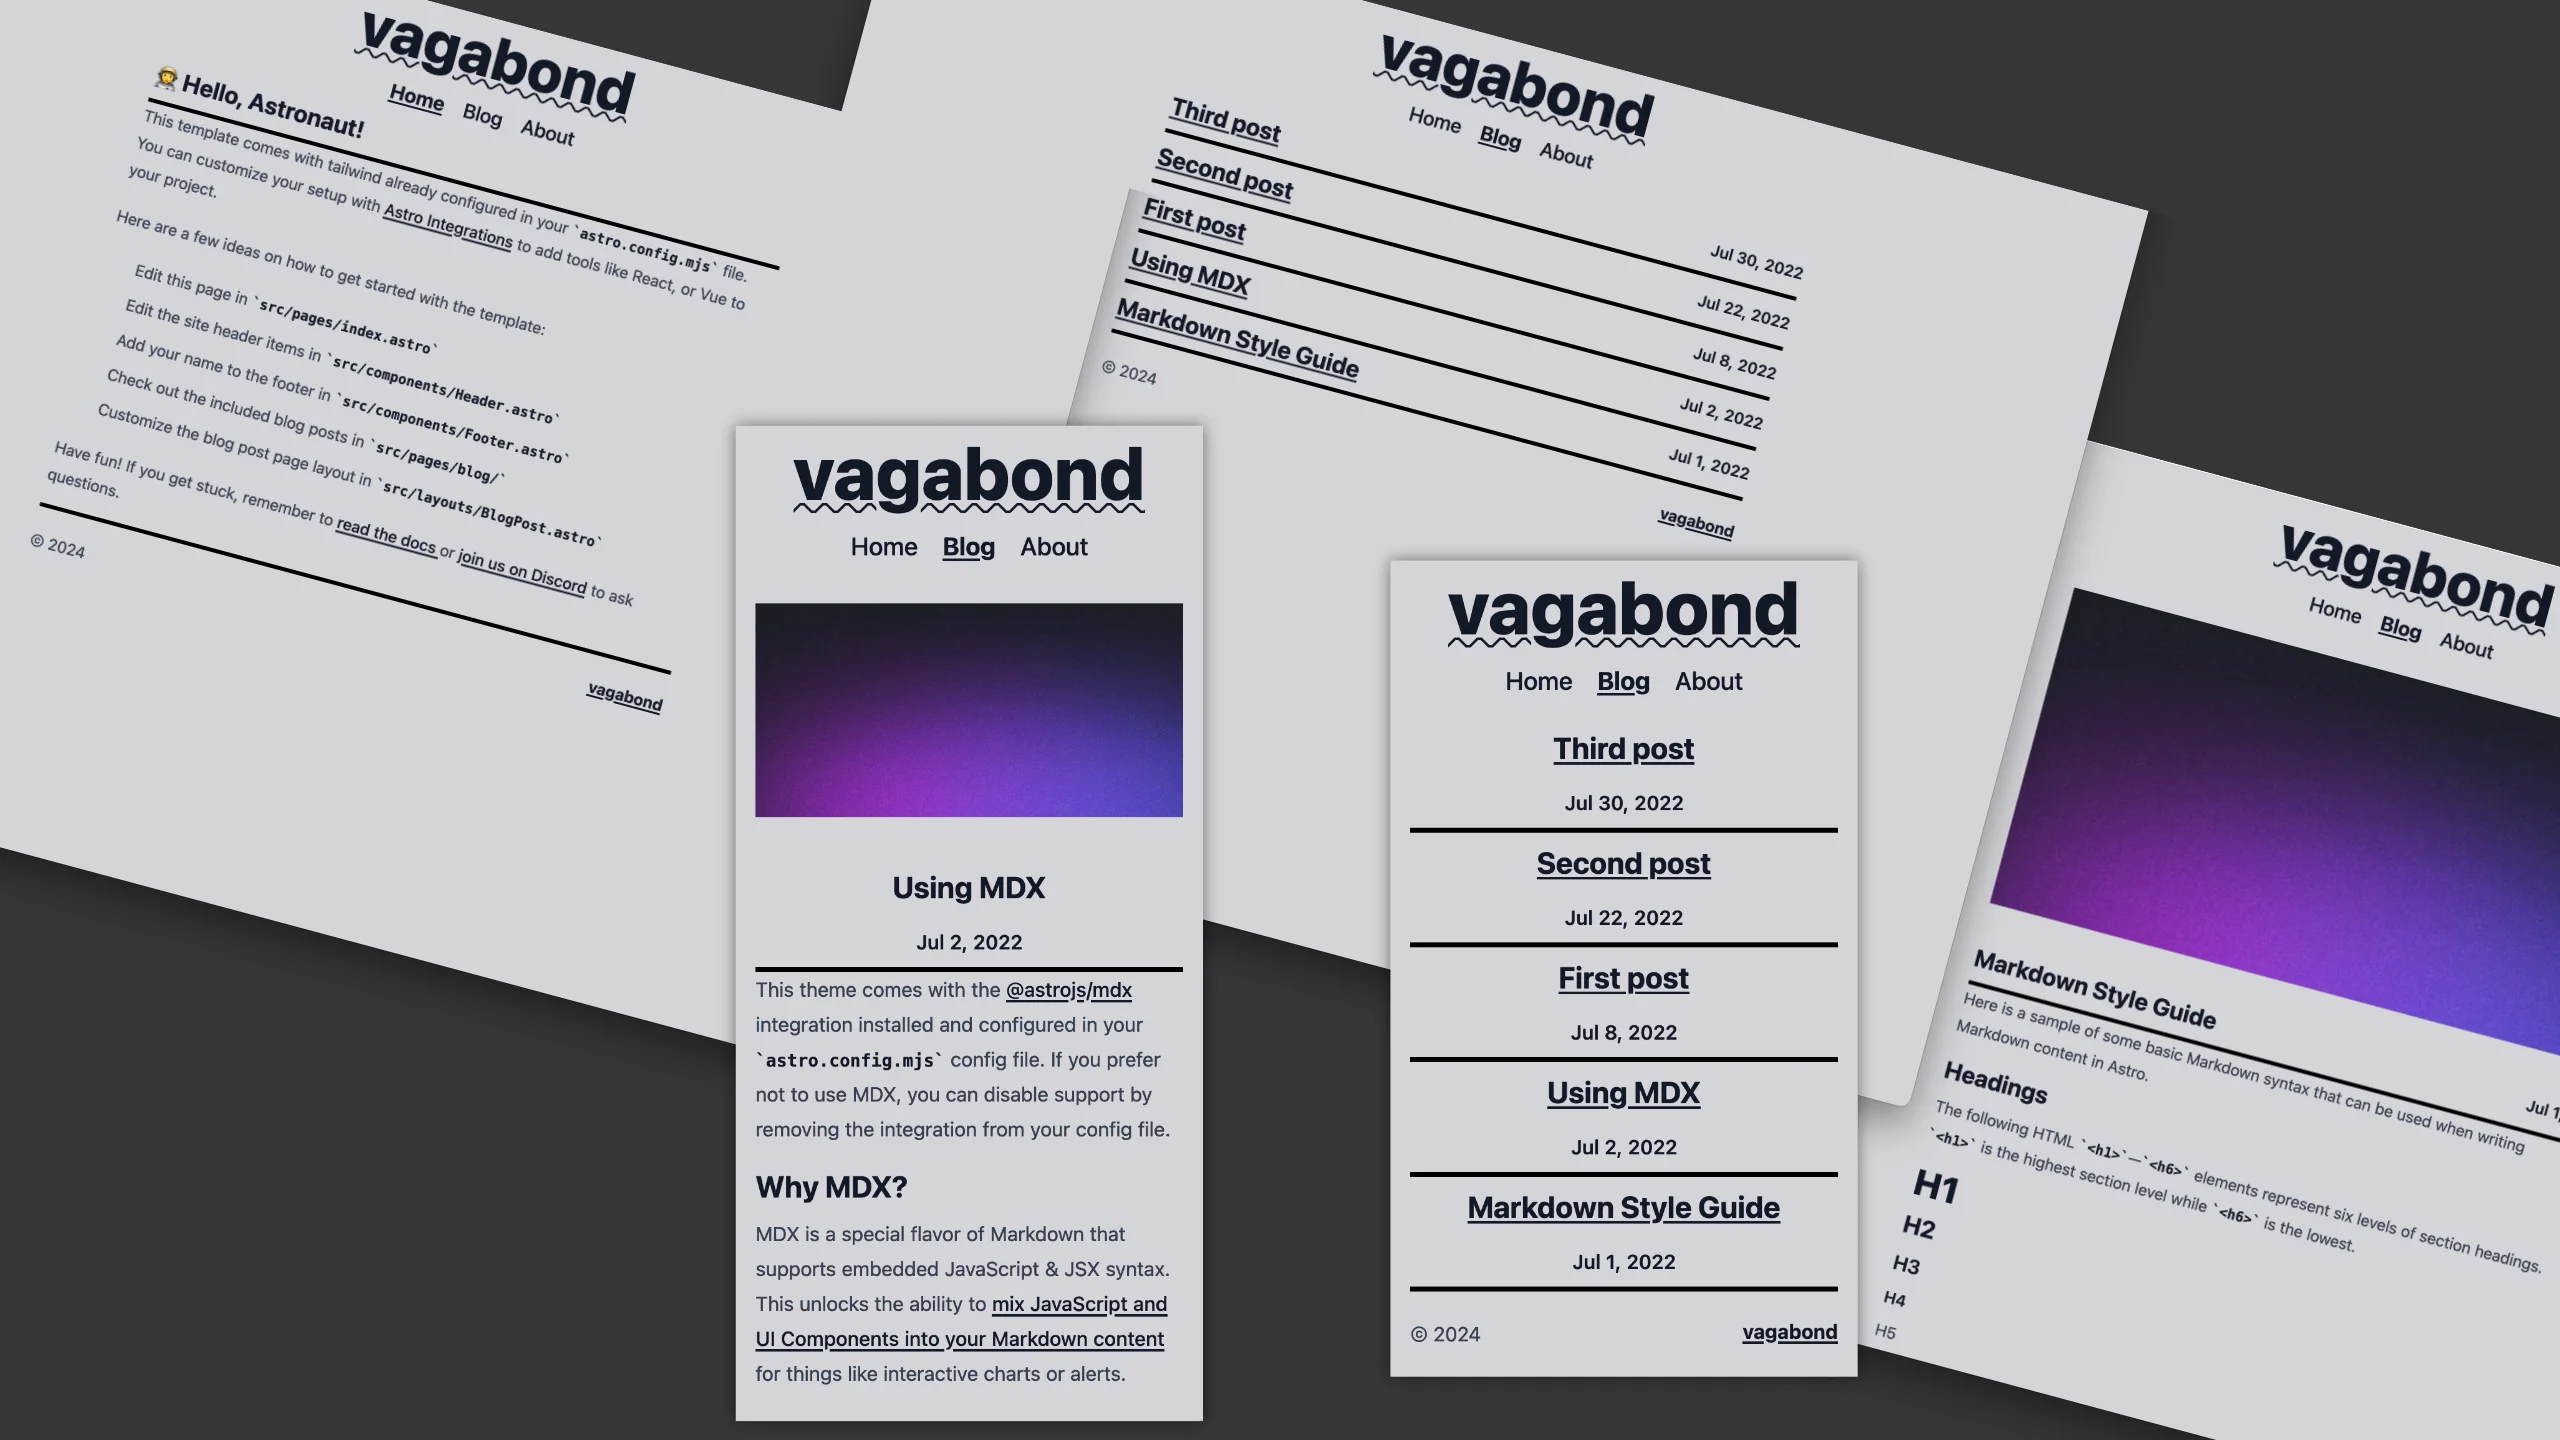 vagabond
Home Blog About
🧑‍🚀 Hello, Astronaut!
This template comes with tailwind already configured in your `astro.config.mjs` file.
You can customize your setup with Astro Integrations to add tools like React, or Vue to
your project.
Here are a few ideas on how to get started with the template:
Edit this page in `src/pages/index.astro`
Edit the site header items in `src/components/Header.astro`
Add your name to the footer in `src/components/Footer.astro`
Check out the included blog posts in `src/pages/blog/`
Customize the blog post page layout in `src/layouts/BlogPost.astro`
Have fun! If you get stuck, remember to read the docs or join us on Discord to ask
questions.
© 2024 vagabond
vagabond
Home Blog About
Third post Jul 30, 2022
Second post Jul 22, 2022
First post Jul 8, 2022
Using MDX Jul 2, 2022
Markdown Style Guide Jul 1, 2022
© 2024 vagabond
vagabond
Home Blog About
Using MDX
Jul 2, 2022
This theme comes with the @astrojs/mdx
integration installed and configured in your
`astro.config.mjs` config file. If you prefer
not to use MDX, you can disable support by
removing the integration from your config file.
Why MDX?
MDX is a special flavor of Markdown that
supports embedded JavaScript & JSX syntax.
This unlocks the ability to mix JavaScript and
UI Components into your Markdown content
for things like interactive charts or alerts.
vagabond
Home Blog About
Third post
Jul 30, 2022
Second post
Jul 22, 2022
First post
Jul 8, 2022
Using MDX
Jul 2, 2022
Markdown Style Guide
Jul 1, 2022
© 2024 vagabond
vagabond
Home Blog About
Markdown Style Guide Jul 1,
Here is a sample of some basic Markdown syntax that can be used when writing
Markdown content in Astro.
Headings
The following HTML `<h1>`—`<h6>` elements represent six levels of section headings.
`<h1>` is the highest section level while `<h6>` is the lowest.
H1
H2
H3
H4
H5